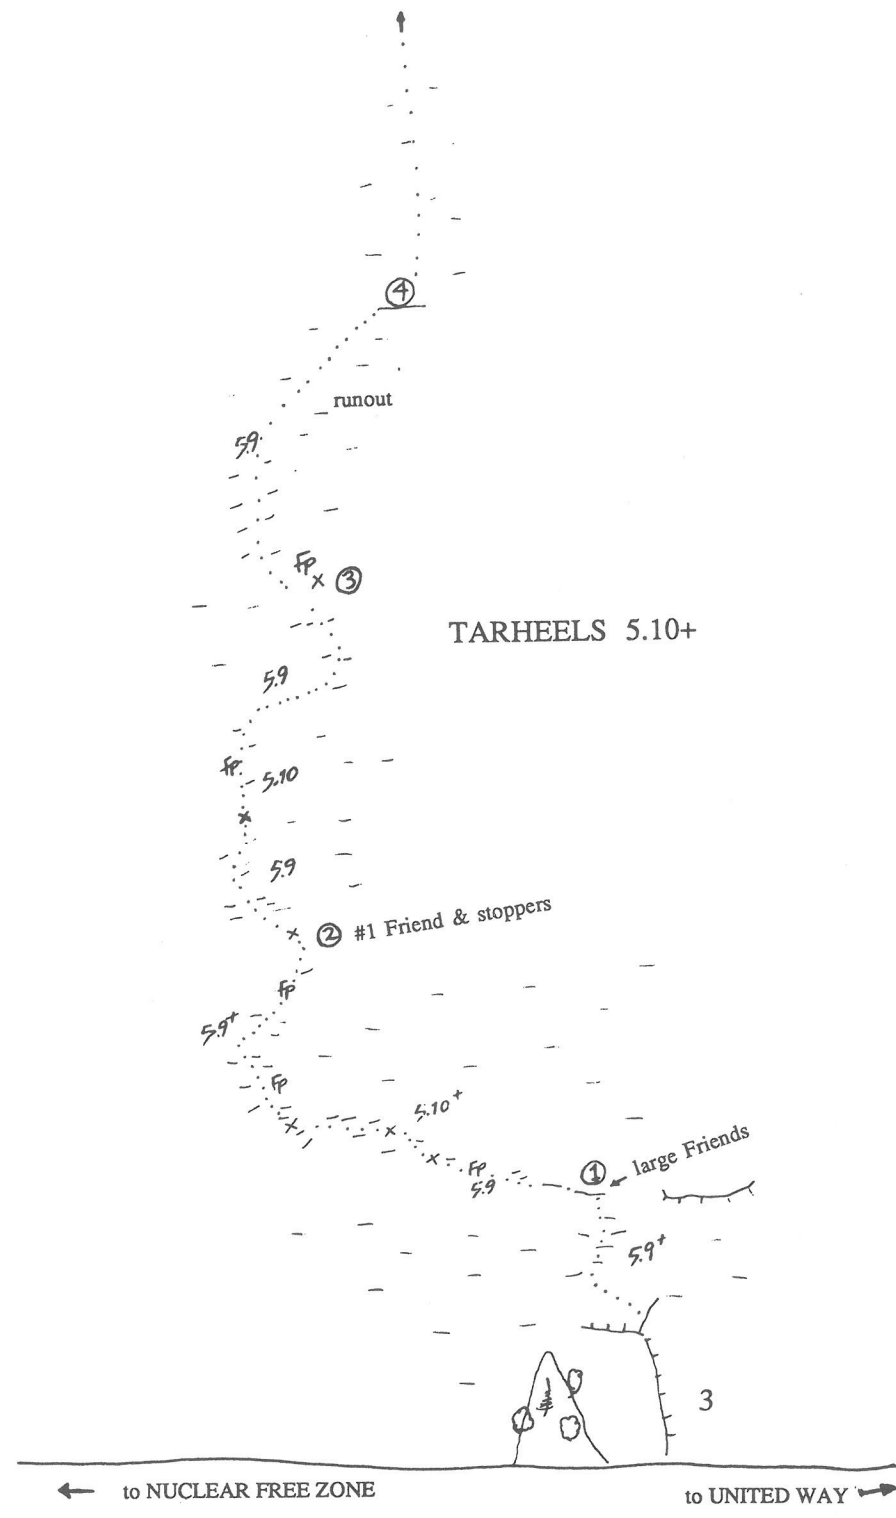 4
runout
5.9
Fp
x
3
TARHEELS 5.10+
5.9
Fp
5.10
x
5.9
x
2 #1 Friend & stoppers
Fp
5.9+
Fp
5.10+
x
x
x
1
large Friends
Fp
5.9
5.9+
3
to NUCLEAR FREE ZONE
to UNITED WAY